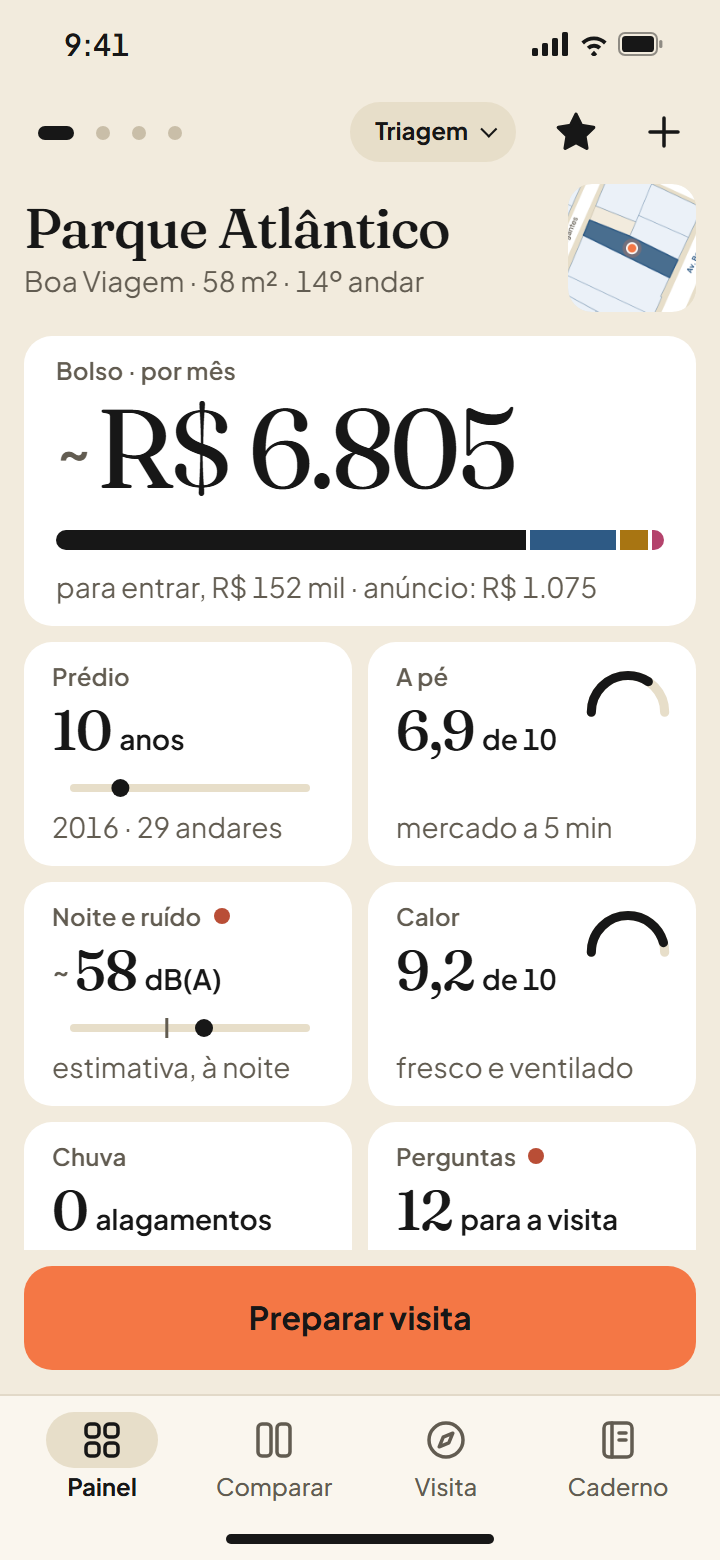 9:41
Triagem
Parque Atlântico
Boa Viagem · 58 m² · 14º andar
Bolso · por mês
~R$ 6.805
para entrar, R$ 152 mil · anúncio: R$ 1.075
Prédio
10 anos
2016 · 29 andares
A pé
6,9 de 10
mercado a 5 min
Noite e ruído
~58 dB(A)
estimativa, à noite
Calor
9,2 de 10
fresco e ventilado
Chuva
0 alagamentos
Perguntas
12 para a visita
Preparar visita
Painel
Comparar
Visita
Caderno